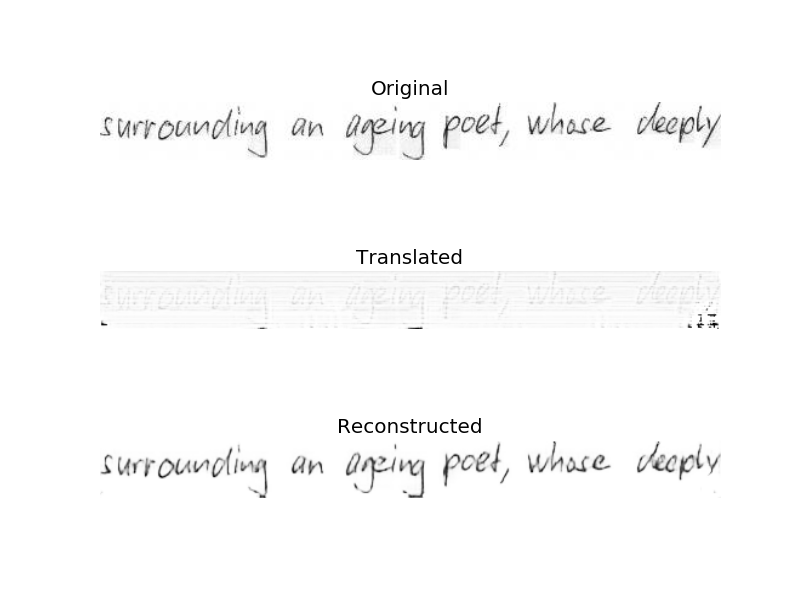 Original
surrounding an ageing poet, whose deeply
Translated
surrounding an ageing poet, whose deeply
Reconstructed
surrounding an ageing poet, whose deeply